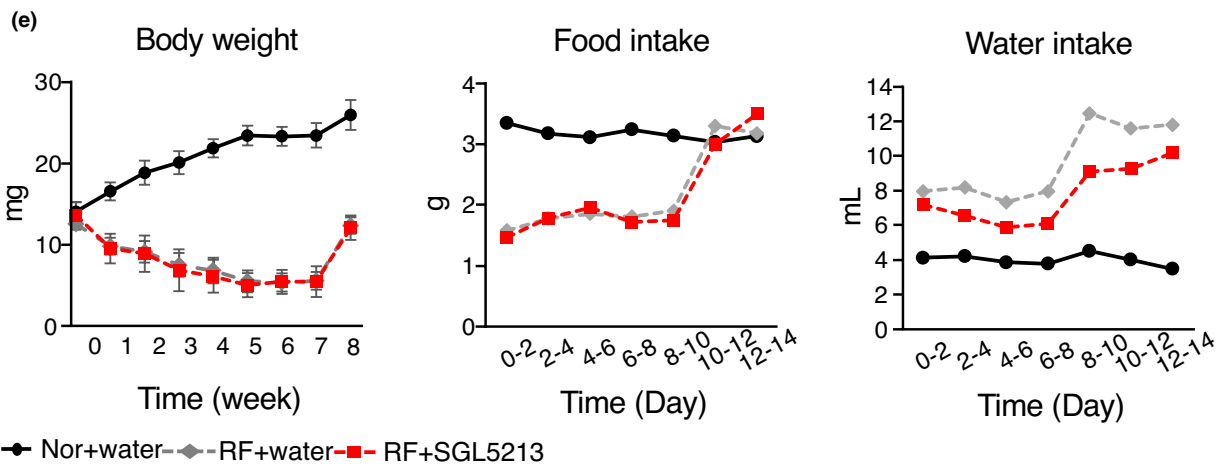 (e)
Body weight
30
20
10
0
mg
0 1 2 3 4 5 6 7 8
Time (week)
Food intake
4
3
2
1
0
g
0-2 2-4 4-6 6-8 8-10 10-12 12-14
Time (Day)
Water intake
14
12
10
8
6
4
2
0
mL
0-2 2-4 4-6 6-8 8-10 10-12 12-14
Time (Day)
Nor+water RF+water RF+SGL5213